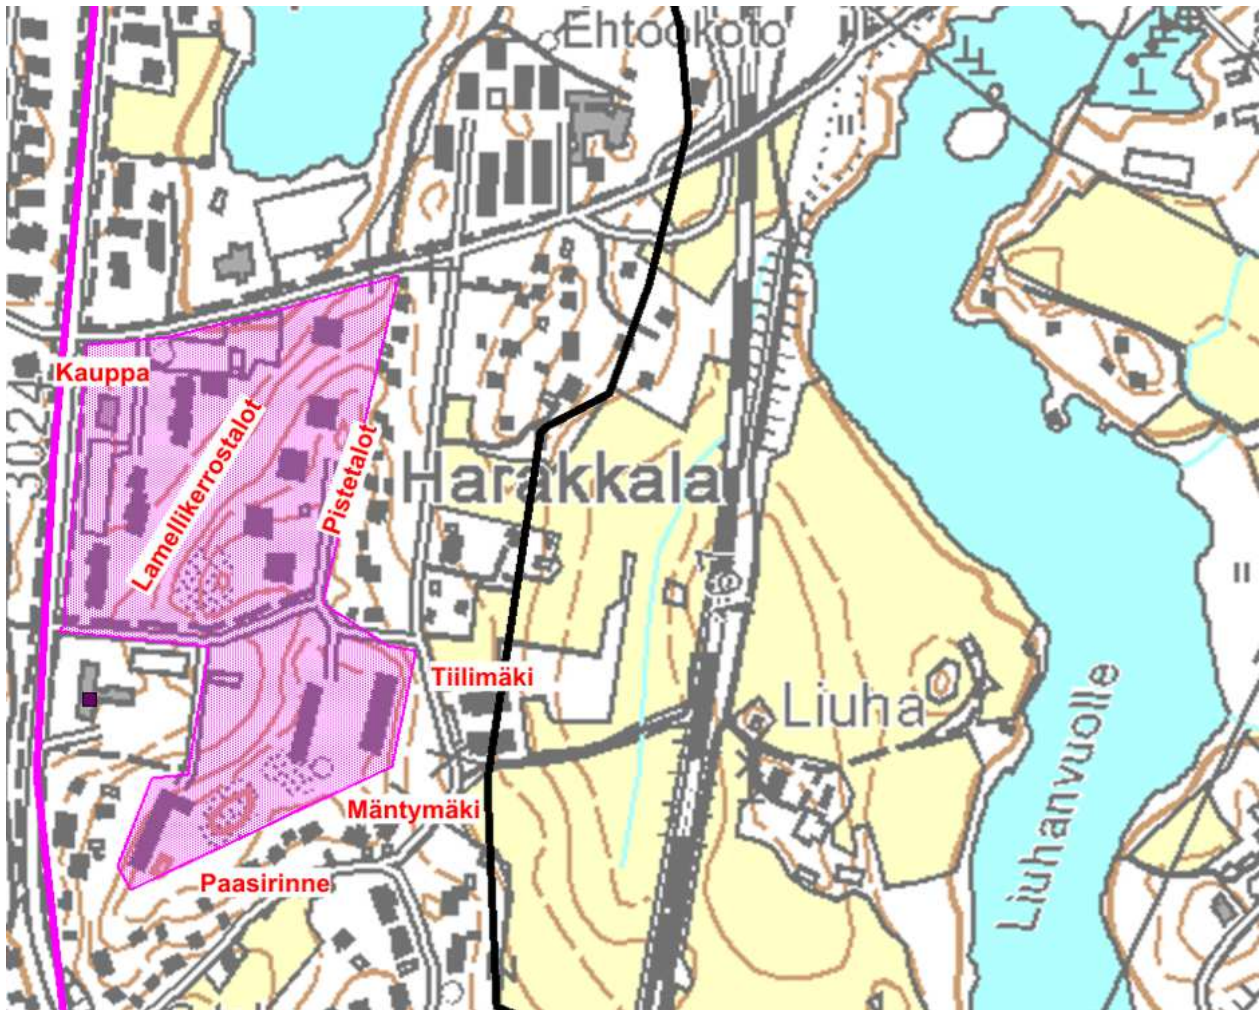 Ehtookoto
Kauppa
3024
Lamellikerrostalot
Pistetalot
Harakkala
Tiilimäki
Liuha
Liuhanvuolle
Mäntymäki
Paasirinne